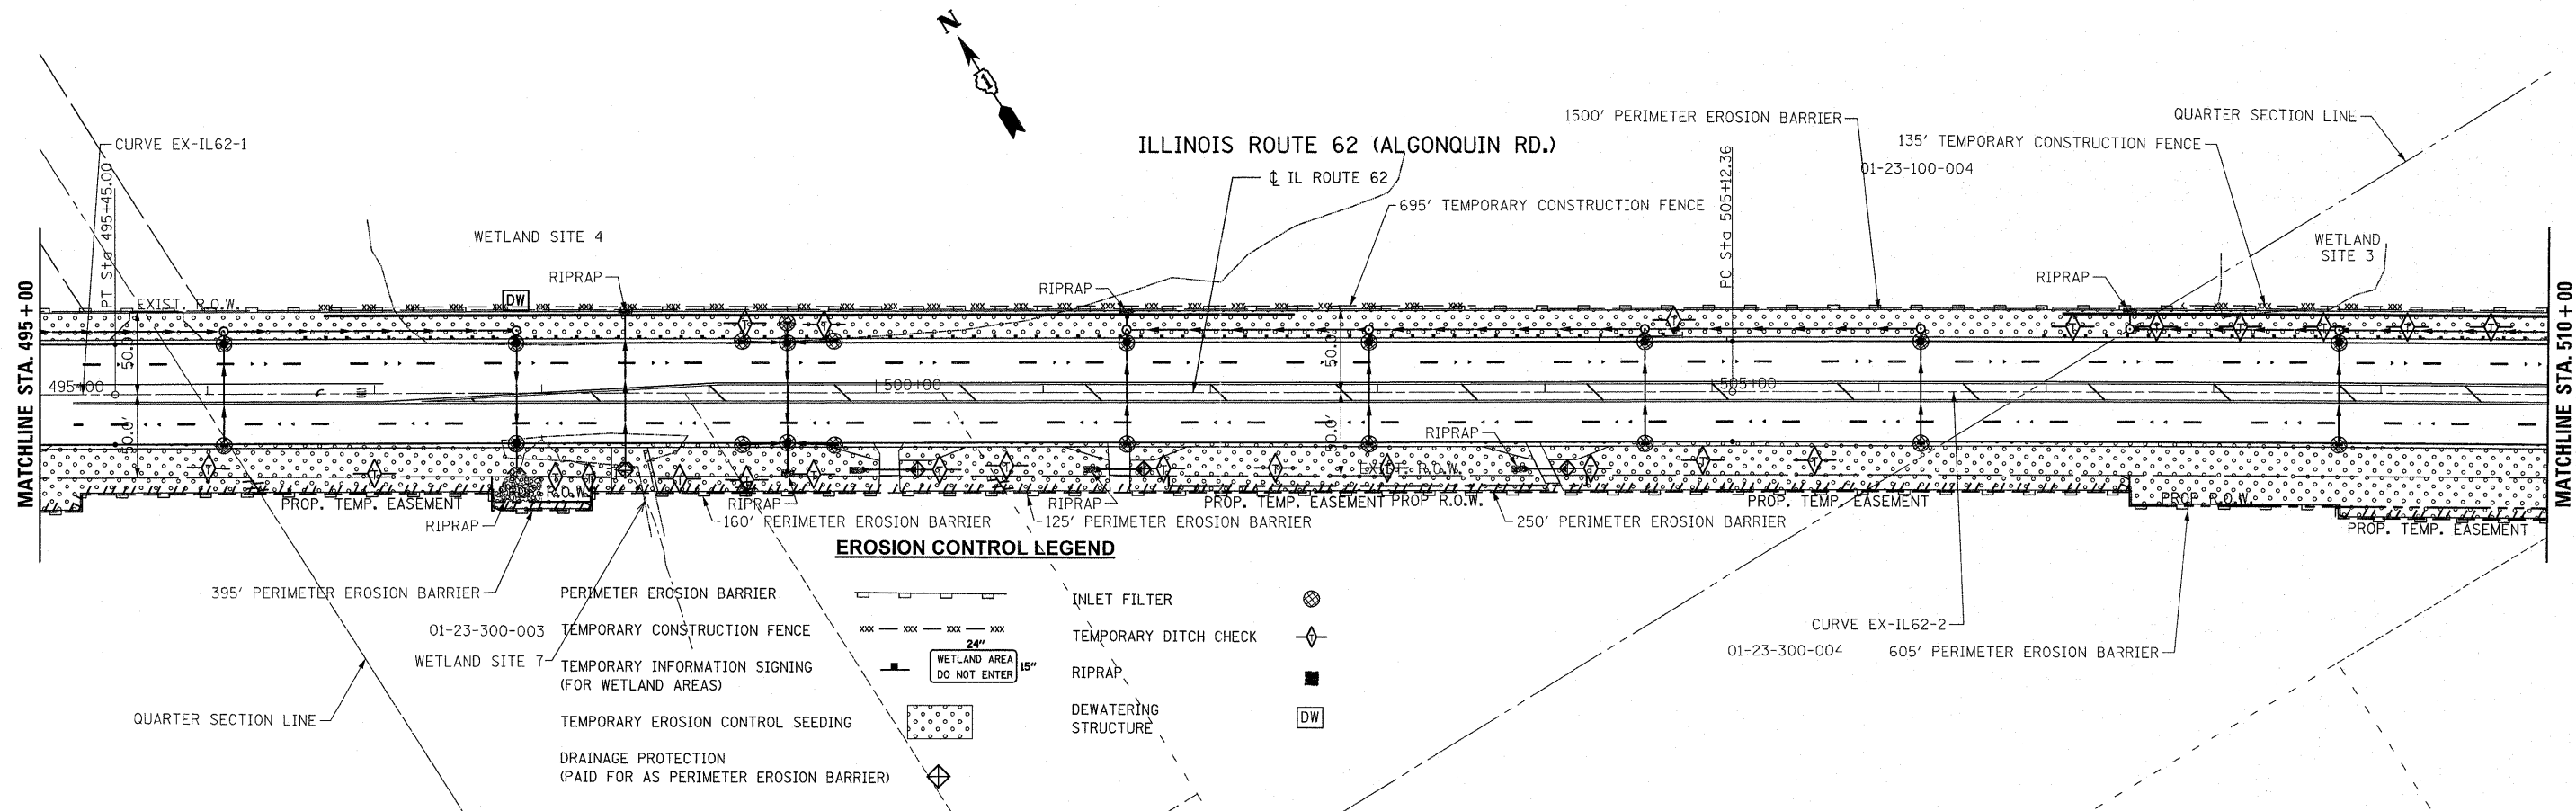 N
1
1500' PERIMETER EROSION BARRIER
QUARTER SECTION LINE
CURVE EX-IL62-1
ILLINOIS ROUTE 62 (ALGONQUIN RD.)
135' TEMPORARY CONSTRUCTION FENCE
01-23-100-004
℄ IL ROUTE 62
PT Sta 495+45.00
PC Sta 505+12.36
695' TEMPORARY CONSTRUCTION FENCE
WETLAND SITE 4
WETLAND
SITE 3
RIPRAP
RIPRAP
RIPRAP
MATCHLINE STA. 495+00
EXIST. R.O.W.
DW
MATCHLINE STA. 510+00
50.0'
50.0'
495+00
500+00
505+00
50.0'
50.0'
RIPRAP
EXIST. R.O.W.
R.O.W.
PROP. TEMP. EASEMENT
RIPRAP
RIPRAP
PROP. TEMP. EASEMENT
PROP R.O.W.
PROP. TEMP. EASEMENT
PROP R.O.W.
RIPRAP
160' PERIMETER EROSION BARRIER
125' PERIMETER EROSION BARRIER
250' PERIMETER EROSION BARRIER
PROP. TEMP. EASEMENT
EROSION CONTROL LEGEND
395' PERIMETER EROSION BARRIER
PERIMETER EROSION BARRIER
INLET FILTER
01-23-300-003
TEMPORARY CONSTRUCTION FENCE
XXX XXX XXX XXX
TEMPORARY DITCH CHECK
T
CURVE EX-IL62-2
WETLAND SITE 7
TEMPORARY INFORMATION SIGNING
(FOR WETLAND AREAS)
24"
WETLAND AREA
DO NOT ENTER
15"
RIPRAP
01-23-300-004
605' PERIMETER EROSION BARRIER
QUARTER SECTION LINE
TEMPORARY EROSION CONTROL SEEDING
DEWATERING
STRUCTURE
DW
DRAINAGE PROTECTION
(PAID FOR AS PERIMETER EROSION BARRIER)